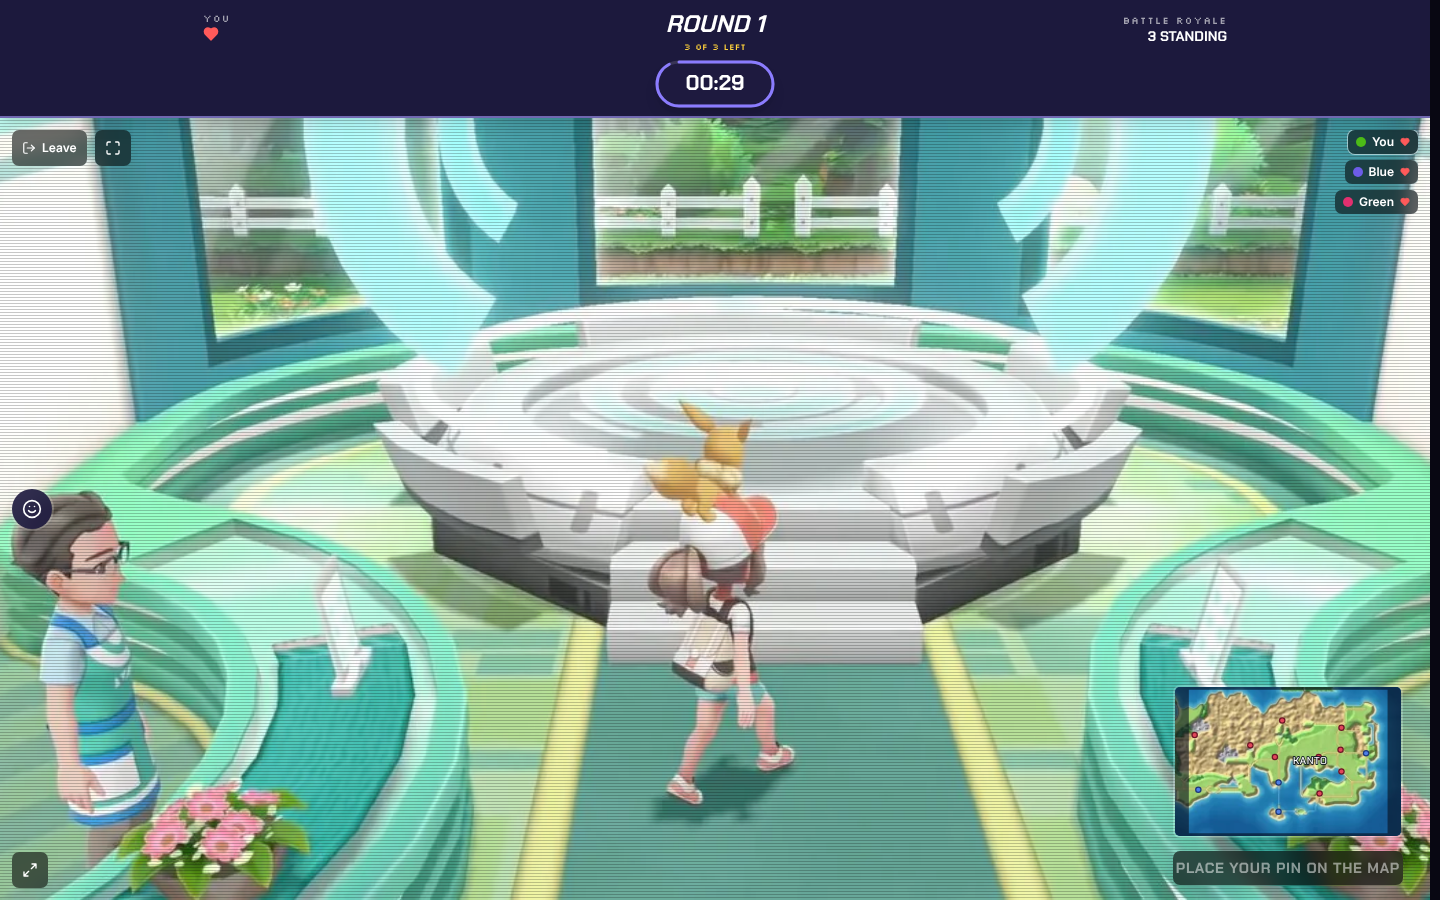 YOU
ROUND 1
3 OF 3 LEFT
00:29
BATTLE ROYALE
3 STANDING
Leave
You
Blue
Green
KANTO
PLACE YOUR PIN ON THE MAP